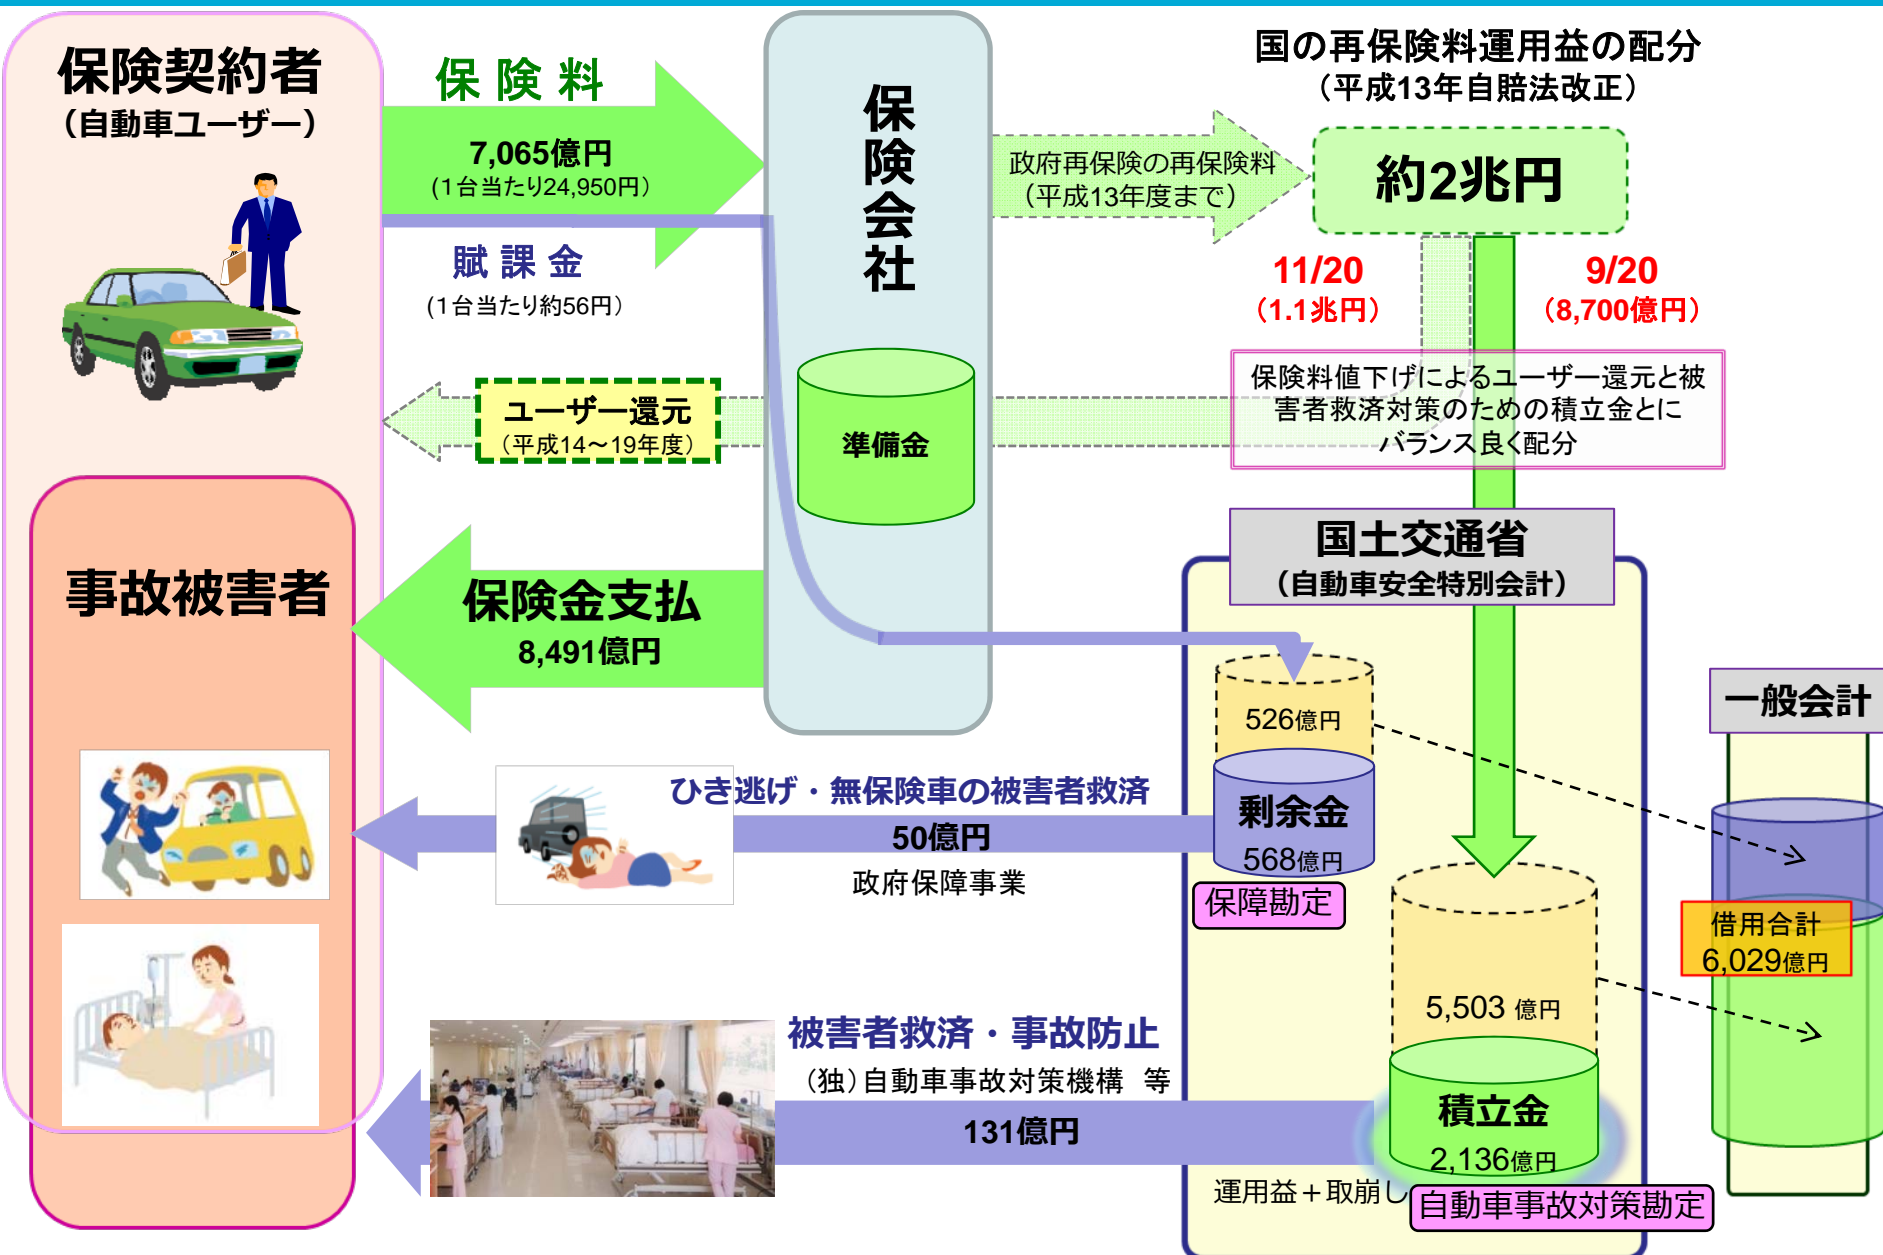 保険契約者
（自動車ユーザー）
保険料
7,065億円
(1台当たり24,950円)
賦課金
(1台当たり約56円)
保険会社
準備金
政府再保険の再保険料
（平成13年度まで）
国の再保険料運用益の配分
（平成13年自賠法改正）
約2兆円
11/20
（1.1兆円）
9/20
（8,700億円）
保険料値下げによるユーザー還元と被
害者救済対策のための積立金とに
バランス良く配分
ユーザー還元
（平成14～19年度）
事故被害者
保険金支払
8,491億円
国土交通省
（自動車安全特別会計）
526億円
剰余金
568億円
保障勘定
一般会計
借用合計
6,029億円
ひき逃げ・無保険車の被害者救済
50億円
政府保障事業
5,503 億円
積立金
2,136億円
自動車事故対策勘定
運用益＋取崩し
被害者救済・事故防止
（独）自動車事故対策機構　等
131億円